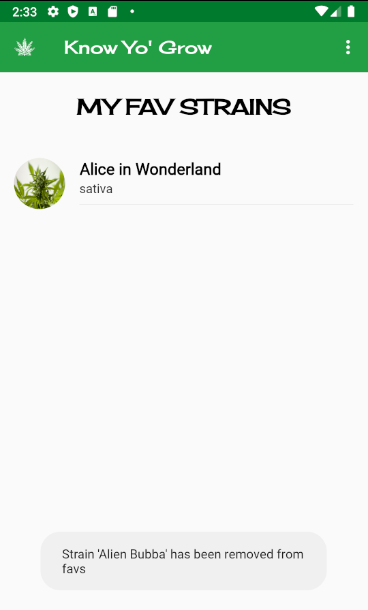 2:33
Know Yo' Grow
MY FAV STRAINS
Alice in Wonderland
sativa
Strain 'Alien Bubba' has been removed from
favs